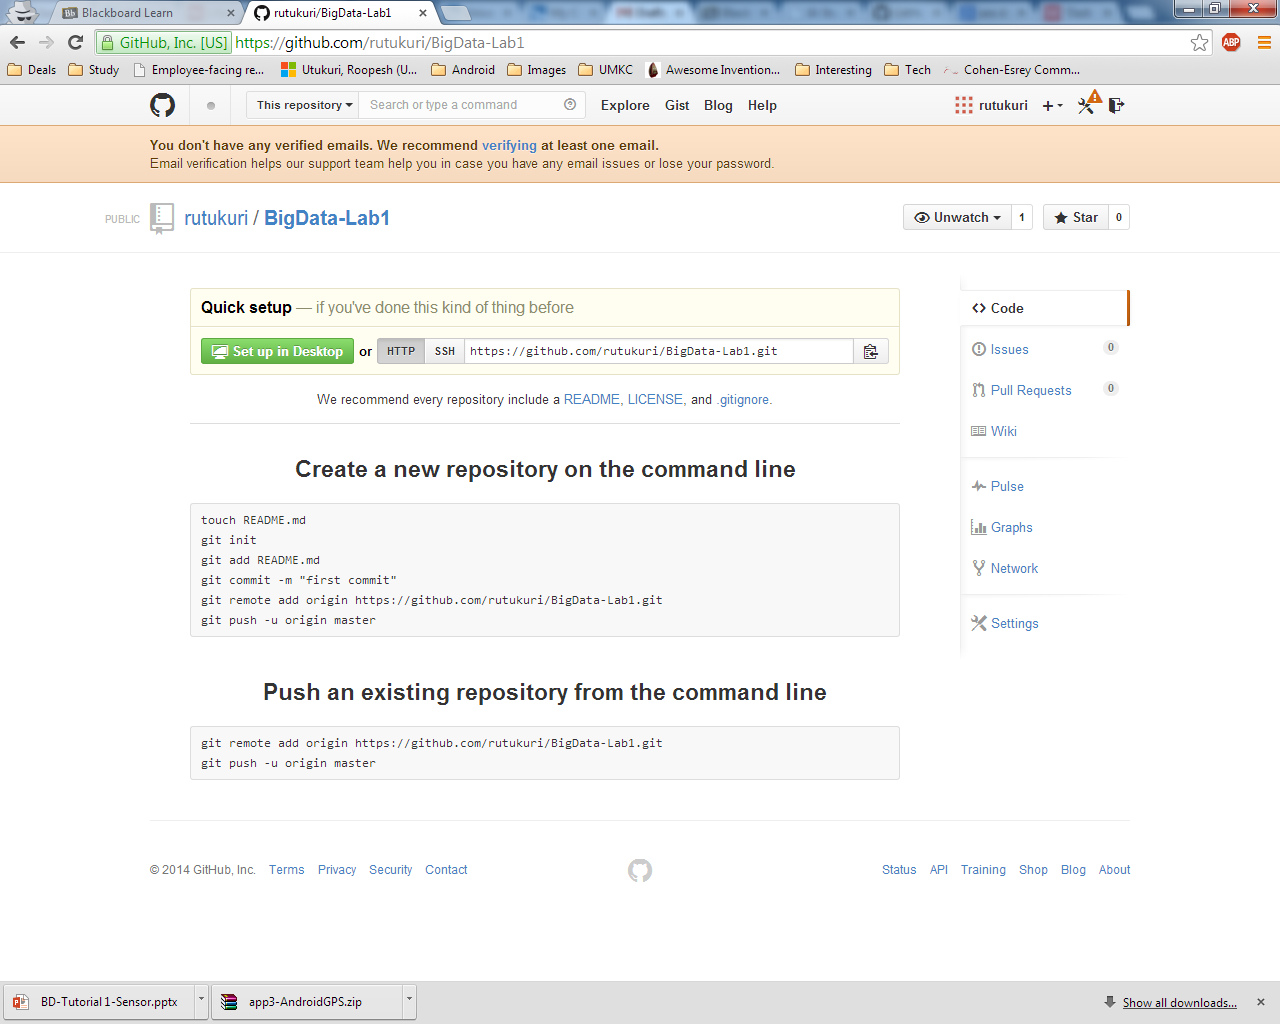 Bb Blackboard Learn
rutukuri/BigData-Lab1
GitHub, Inc. [US] https://github.com/rutukuri/BigData-Lab1
ABP
Deals Study Employee-facing re... Utukuri, Roopesh (U... Android Images UMKC Awesome Invention... Interesting Tech Cohen-Esrey Comm...
This repository Search or type a command Explore Gist Blog Help rutukuri
You don't have any verified emails. We recommend verifying at least one email.
Email verification helps our support team help you in case you have any email issues or lose your password.
PUBLIC rutukuri / BigData-Lab1 Unwatch 1 Star 0
Quick setup — if you've done this kind of thing before
Set up in Desktop or HTTP SSH https://github.com/rutukuri/BigData-Lab1.git
We recommend every repository include a README, LICENSE, and .gitignore.
Create a new repository on the command line
touch README.md
git init
git add README.md
git commit -m "first commit"
git remote add origin https://github.com/rutukuri/BigData-Lab1.git
git push -u origin master
Push an existing repository from the command line
git remote add origin https://github.com/rutukuri/BigData-Lab1.git
git push -u origin master
Code
Issues 0
Pull Requests 0
Wiki
Pulse
Graphs
Network
Settings
© 2014 GitHub, Inc. Terms Privacy Security Contact Status API Training Shop Blog About
BD-Tutorial 1-Sensor.pptx app3-AndroidGPS.zip Show all downloads...